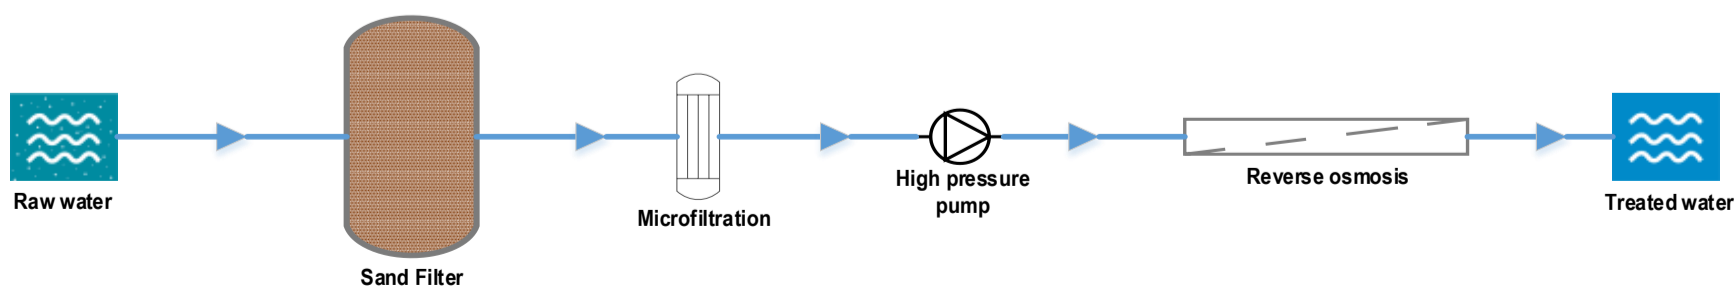 Raw water
Sand Filter
Microfiltration
High pressure
pump
Reverse osmosis
Treated water